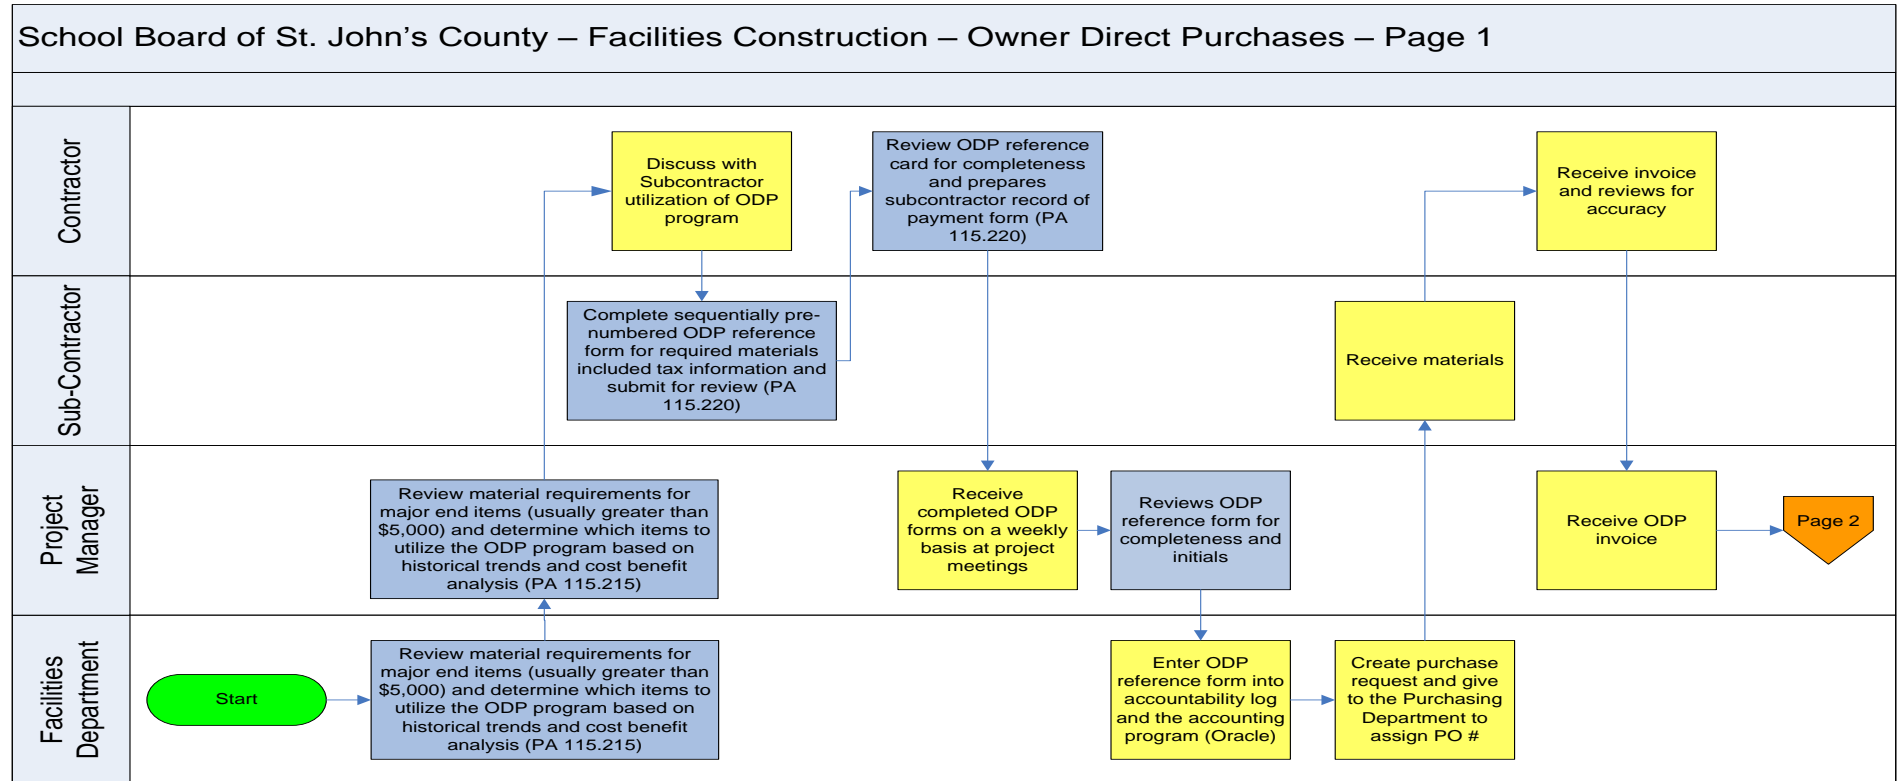 School Board of St. John’s County – Facilities Construction – Owner Direct Purchases – Page 1
Contractor
Discuss with
Subcontractor
utilization of ODP
program
Review ODP reference
card for completeness
and prepares
subcontractor record of
payment form (PA
115.220)
Receive invoice
and reviews for
accuracy
Sub-Contractor
Complete sequentially pre-
numbered ODP reference
form for required materials
included tax information and
submit for review (PA
115.220)
Receive materials
Project
Manager
Review material requirements for
major end items (usually greater than
$5,000) and determine which items to
utilize the ODP program based on
historical trends and cost benefit
analysis (PA 115.215)
Receive
completed ODP
forms on a weekly
basis at project
meetings
Reviews ODP
reference form for
completeness and
initials
Receive ODP
invoice
Page 2
Facilities
Department
Start
Review material requirements for
major end items (usually greater than
$5,000) and determine which items to
utilize the ODP program based on
historical trends and cost benefit
analysis (PA 115.215)
Enter ODP
reference form into
accountability log
and the accounting
program (Oracle)
Create purchase
request and give
to the Purchasing
Department to
assign PO #